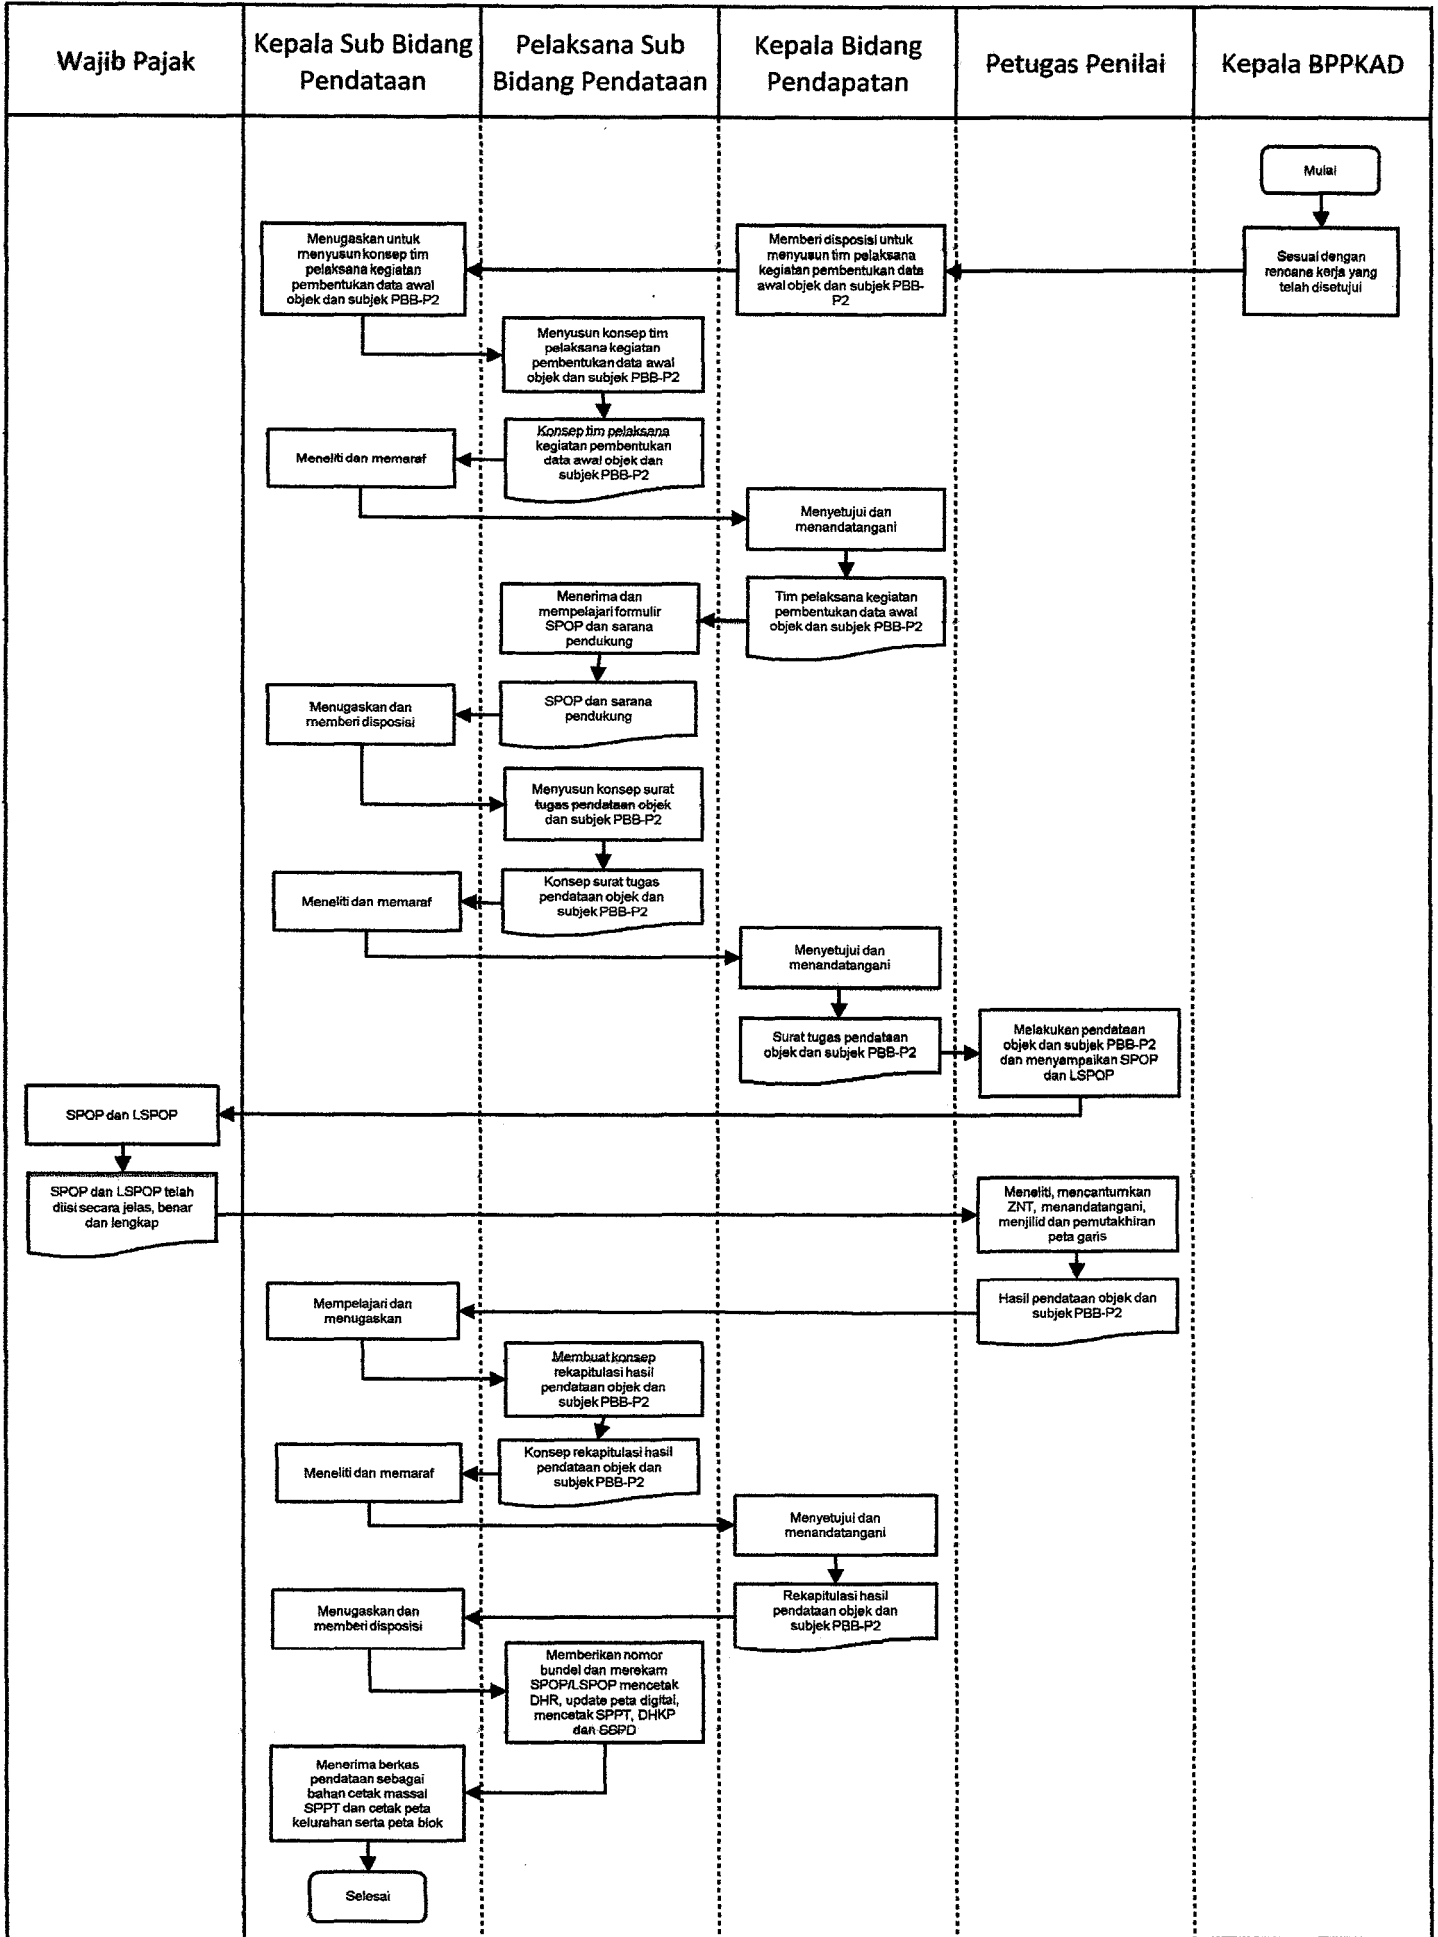 Wajib Pajak
Kepala Sub Bidang
Pendataan
Pelaksana Sub
Bidang Pendataan
Kepala Bidang
Pendapatan
Petugas Penilai
Kepala BPPKAD
Mulai
Sesuai dengan
rencana kerja yang
telah disetujui
Memberi disposisi untuk
menyusun tim pelaksana
kegiatan pembentukan data
awal objek dan subjek PBB-
P2
Menugaskan untuk
menyusun konsep tim
pelaksana kegiatan
pembentukan data awal
objek dan subjek PBB-P2
Menyusun konsep tim
pelaksana kegiatan
pembentukan data awal
objek dan subjek PBB-P2
Konsep tim pelaksana
kegiatan pembentukan
data awal objek dan
subjek PBB-P2
Meneliti dan memaraf
Menyetujui dan
menandatangani
Tim pelaksana kegiatan
pembentukan data awal
objek dan subjek PBB-P2
Menerima dan
mempelajari formulir
SPOP dan sarana
pendukung
SPOP dan sarana
pendukung
Menugaskan dan
memberi disposisi
Menyusun konsep surat
tugas pendataan objek
dan subjek PBB-P2
Konsep surat tugas
pendataan objek dan
subjek PBB-P2
Meneliti dan memaraf
Menyetujui dan
menandatangani
Surat tugas pendataan
objek dan subjek PBB-P2
Melakukan pendataan
objek dan subjek PBB-P2
dan menyampaikan SPOP
dan LSPOP
SPOP dan LSPOP
SPOP dan LSPOP telah
diisi secara jelas, benar
dan lengkap
Meneliti, mencantumkan
ZNT, menandatangani,
menjilid dan pemutakhiran
peta garis
Hasil pendataan objek dan
subjek PBB-P2
Mempelajari dan
menugaskan
Membuat konsep
rekapitulasi hasil
pendataan objek dan
subjek PBB-P2
Konsep rekapitulasi hasil
pendataan objek dan
subjek PBB-P2
Meneliti dan memaraf
Menyetujui dan
menandatangani
Rekapitulasi hasil
pendataan objek dan
subjek PBB-P2
Menugaskan dan
memberi disposisi
Memberikan nomor
bundel dan merekam
SPOP/LSPOP mencetak
DHR, update peta digital,
mencetak SPPT, DHKP
dan SSPD
Menerima berkas
pendataan sebagai
bahan cetak massal
SPPT dan cetak peta
kelurahan serta peta blok
Selesai